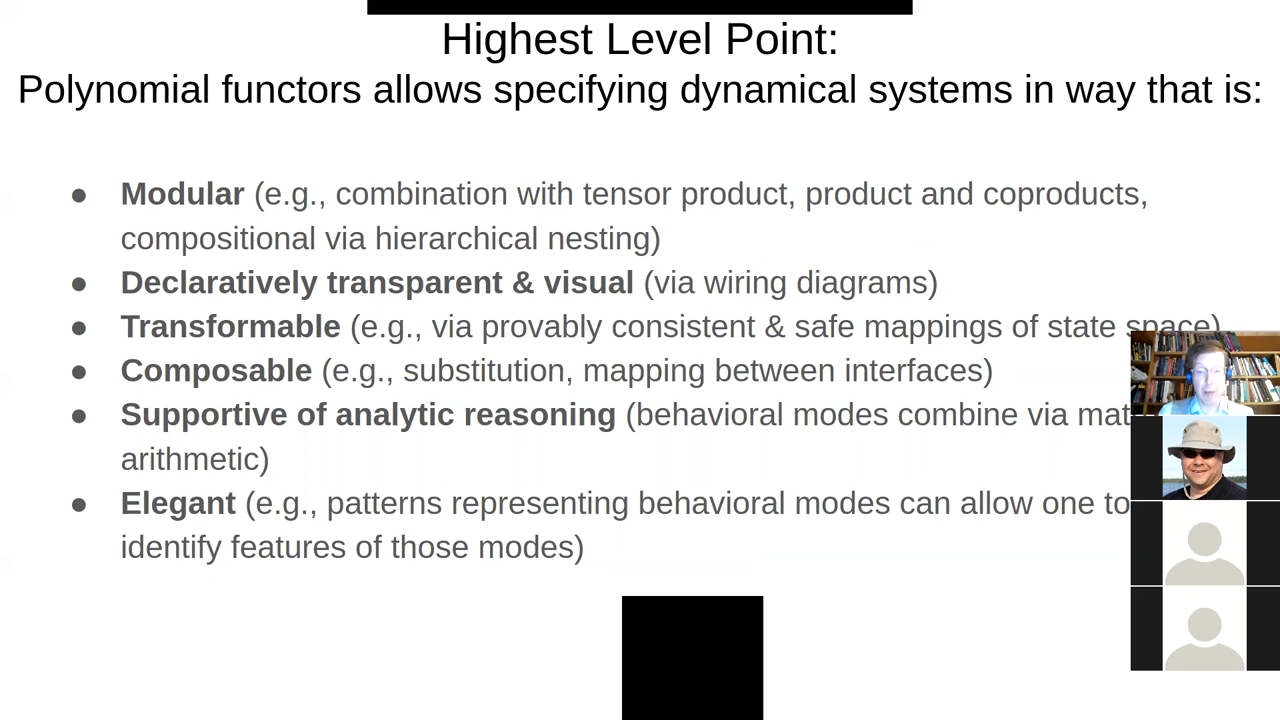 Highest Level Point:
Polynomial functors allows specifying dynamical systems in way that is:
● Modular (e.g., combination with tensor product, product and coproducts,
compositional via hierarchical nesting)
● Declaratively transparent & visual (via wiring diagrams)
● Transformable (e.g., via provably consistent & safe mappings of state space)
● Composable (e.g., substitution, mapping between interfaces)
● Supportive of analytic reasoning (behavioral modes combine via
arithmetic)
● Elegant (e.g., patterns representing behavioral modes can allow one to
identify features of those modes)